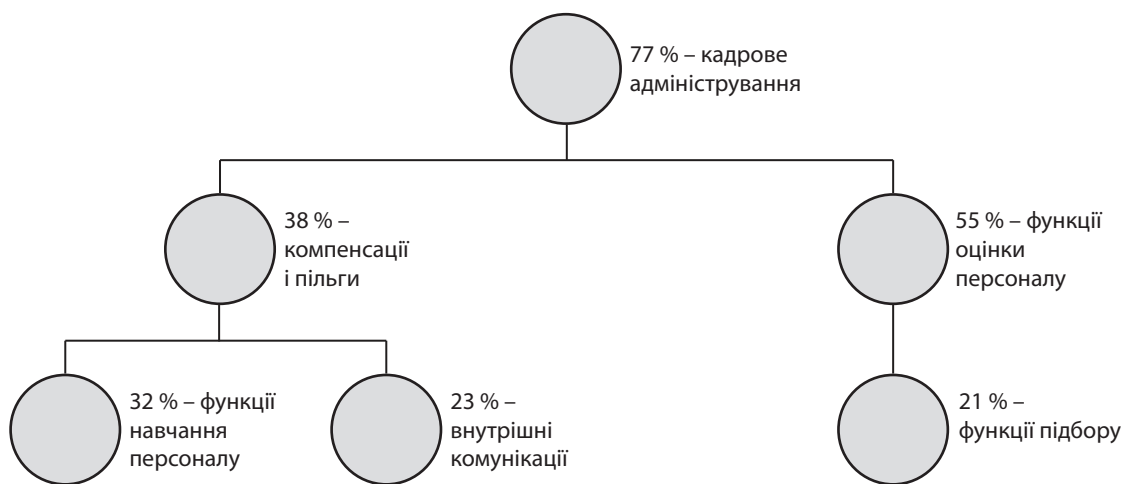 77 % – кадрове
адміністрування
38 % –
компенсації
і пільги
55 % – функції
оцінки
персоналу
32 % – функції
навчання
персоналу
23 % –
внутрішні
комунікації
21 % –
функції підбору